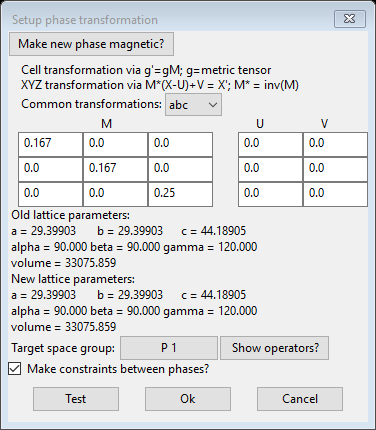 Setup phase transformation
Make new phase magnetic?
Cell transformation via g'=gM; g=metric tensor
XYZ transformation via M*(X-U)+V = X'; M* = inv(M)
Common transformations: abc
M U V
0.167 0.0 0.0 0.0 0.0
0.0 0.167 0.0 0.0 0.0
0.0 0.0 0.25 0.0 0.0
Old lattice parameters:
a = 29.39903 b = 29.39903 c = 44.18905
alpha = 90.000 beta = 90.000 gamma = 120.000
volume = 33075.859
New lattice parameters:
a = 29.39903 b = 29.39903 c = 44.18905
alpha = 90.000 beta = 90.000 gamma = 120.000
volume = 33075.859
Target space group: P 1 Show operators?
Make constraints between phases?
Test Ok Cancel